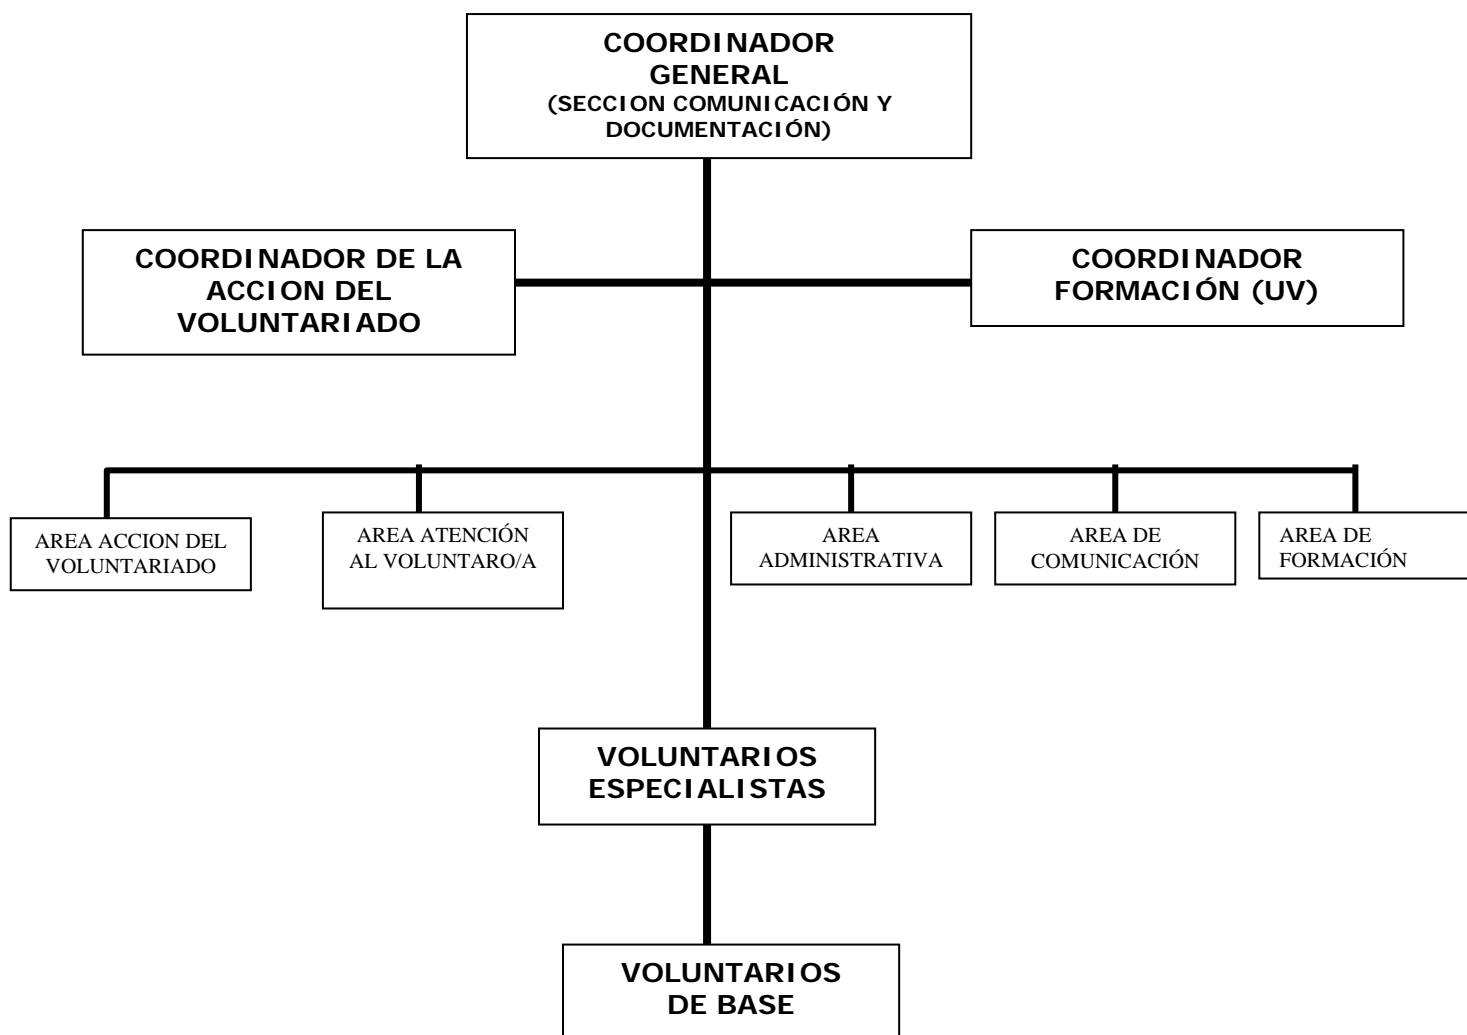 COORDINADOR
GENERAL
(SECCION COMUNICACIÓN Y
DOCUMENTACIÓN)
COORDINADOR DE LA
ACCION DEL
VOLUNTARIADO
COORDINADOR
FORMACIÓN (UV)
AREA ACCION DEL
VOLUNTARIADO
AREA ATENCIÓN
AL VOLUNTARO/A
AREA
ADMINISTRATIVA
AREA DE
COMUNICACIÓN
AREA DE
FORMACIÓN
VOLUNTARIOS
ESPECIALISTAS
VOLUNTARIOS
DE BASE